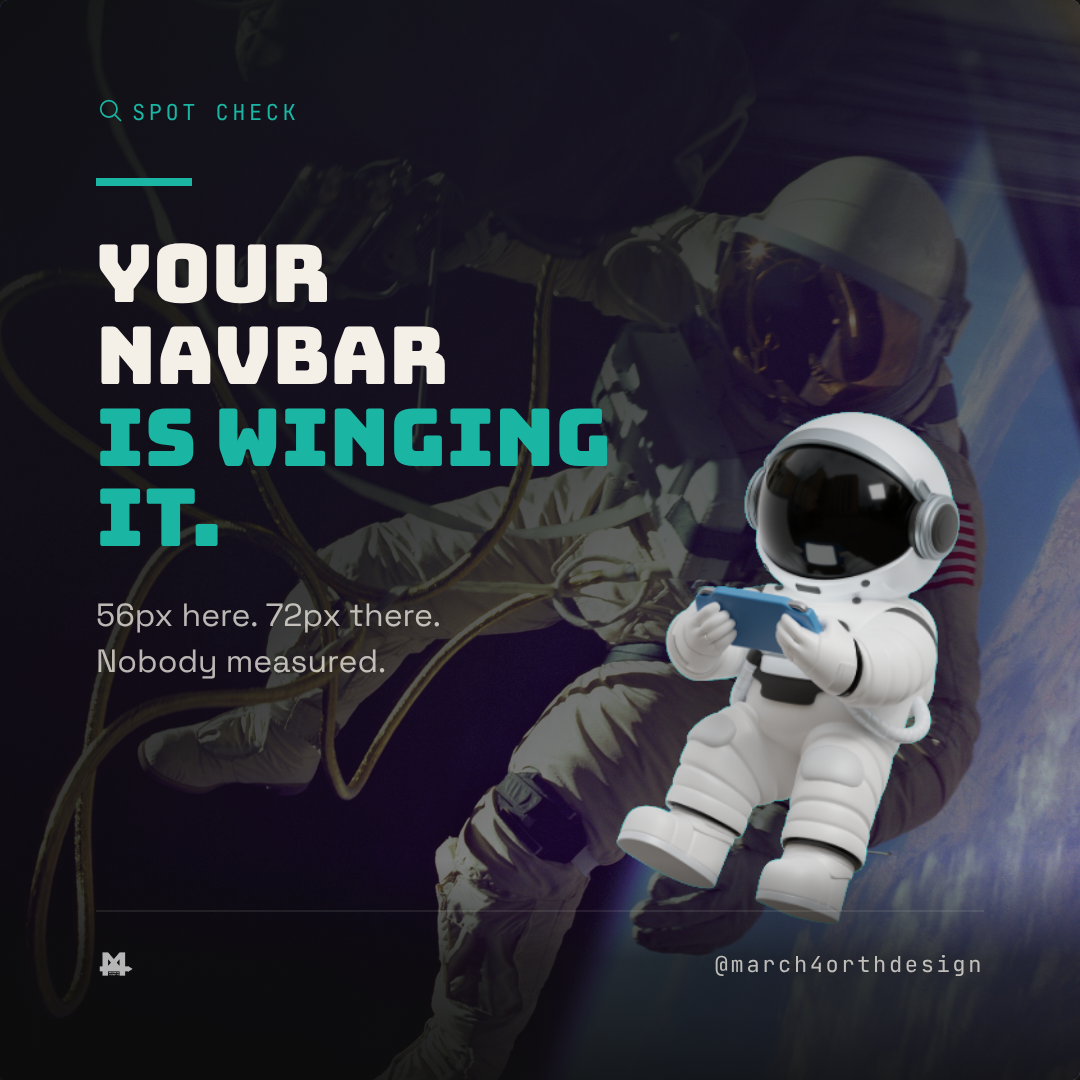 SPOT CHECK
YOUR
NAVBAR
IS WINGING
IT.
56px here. 72px there.
Nobody measured.
@march4orthdesign